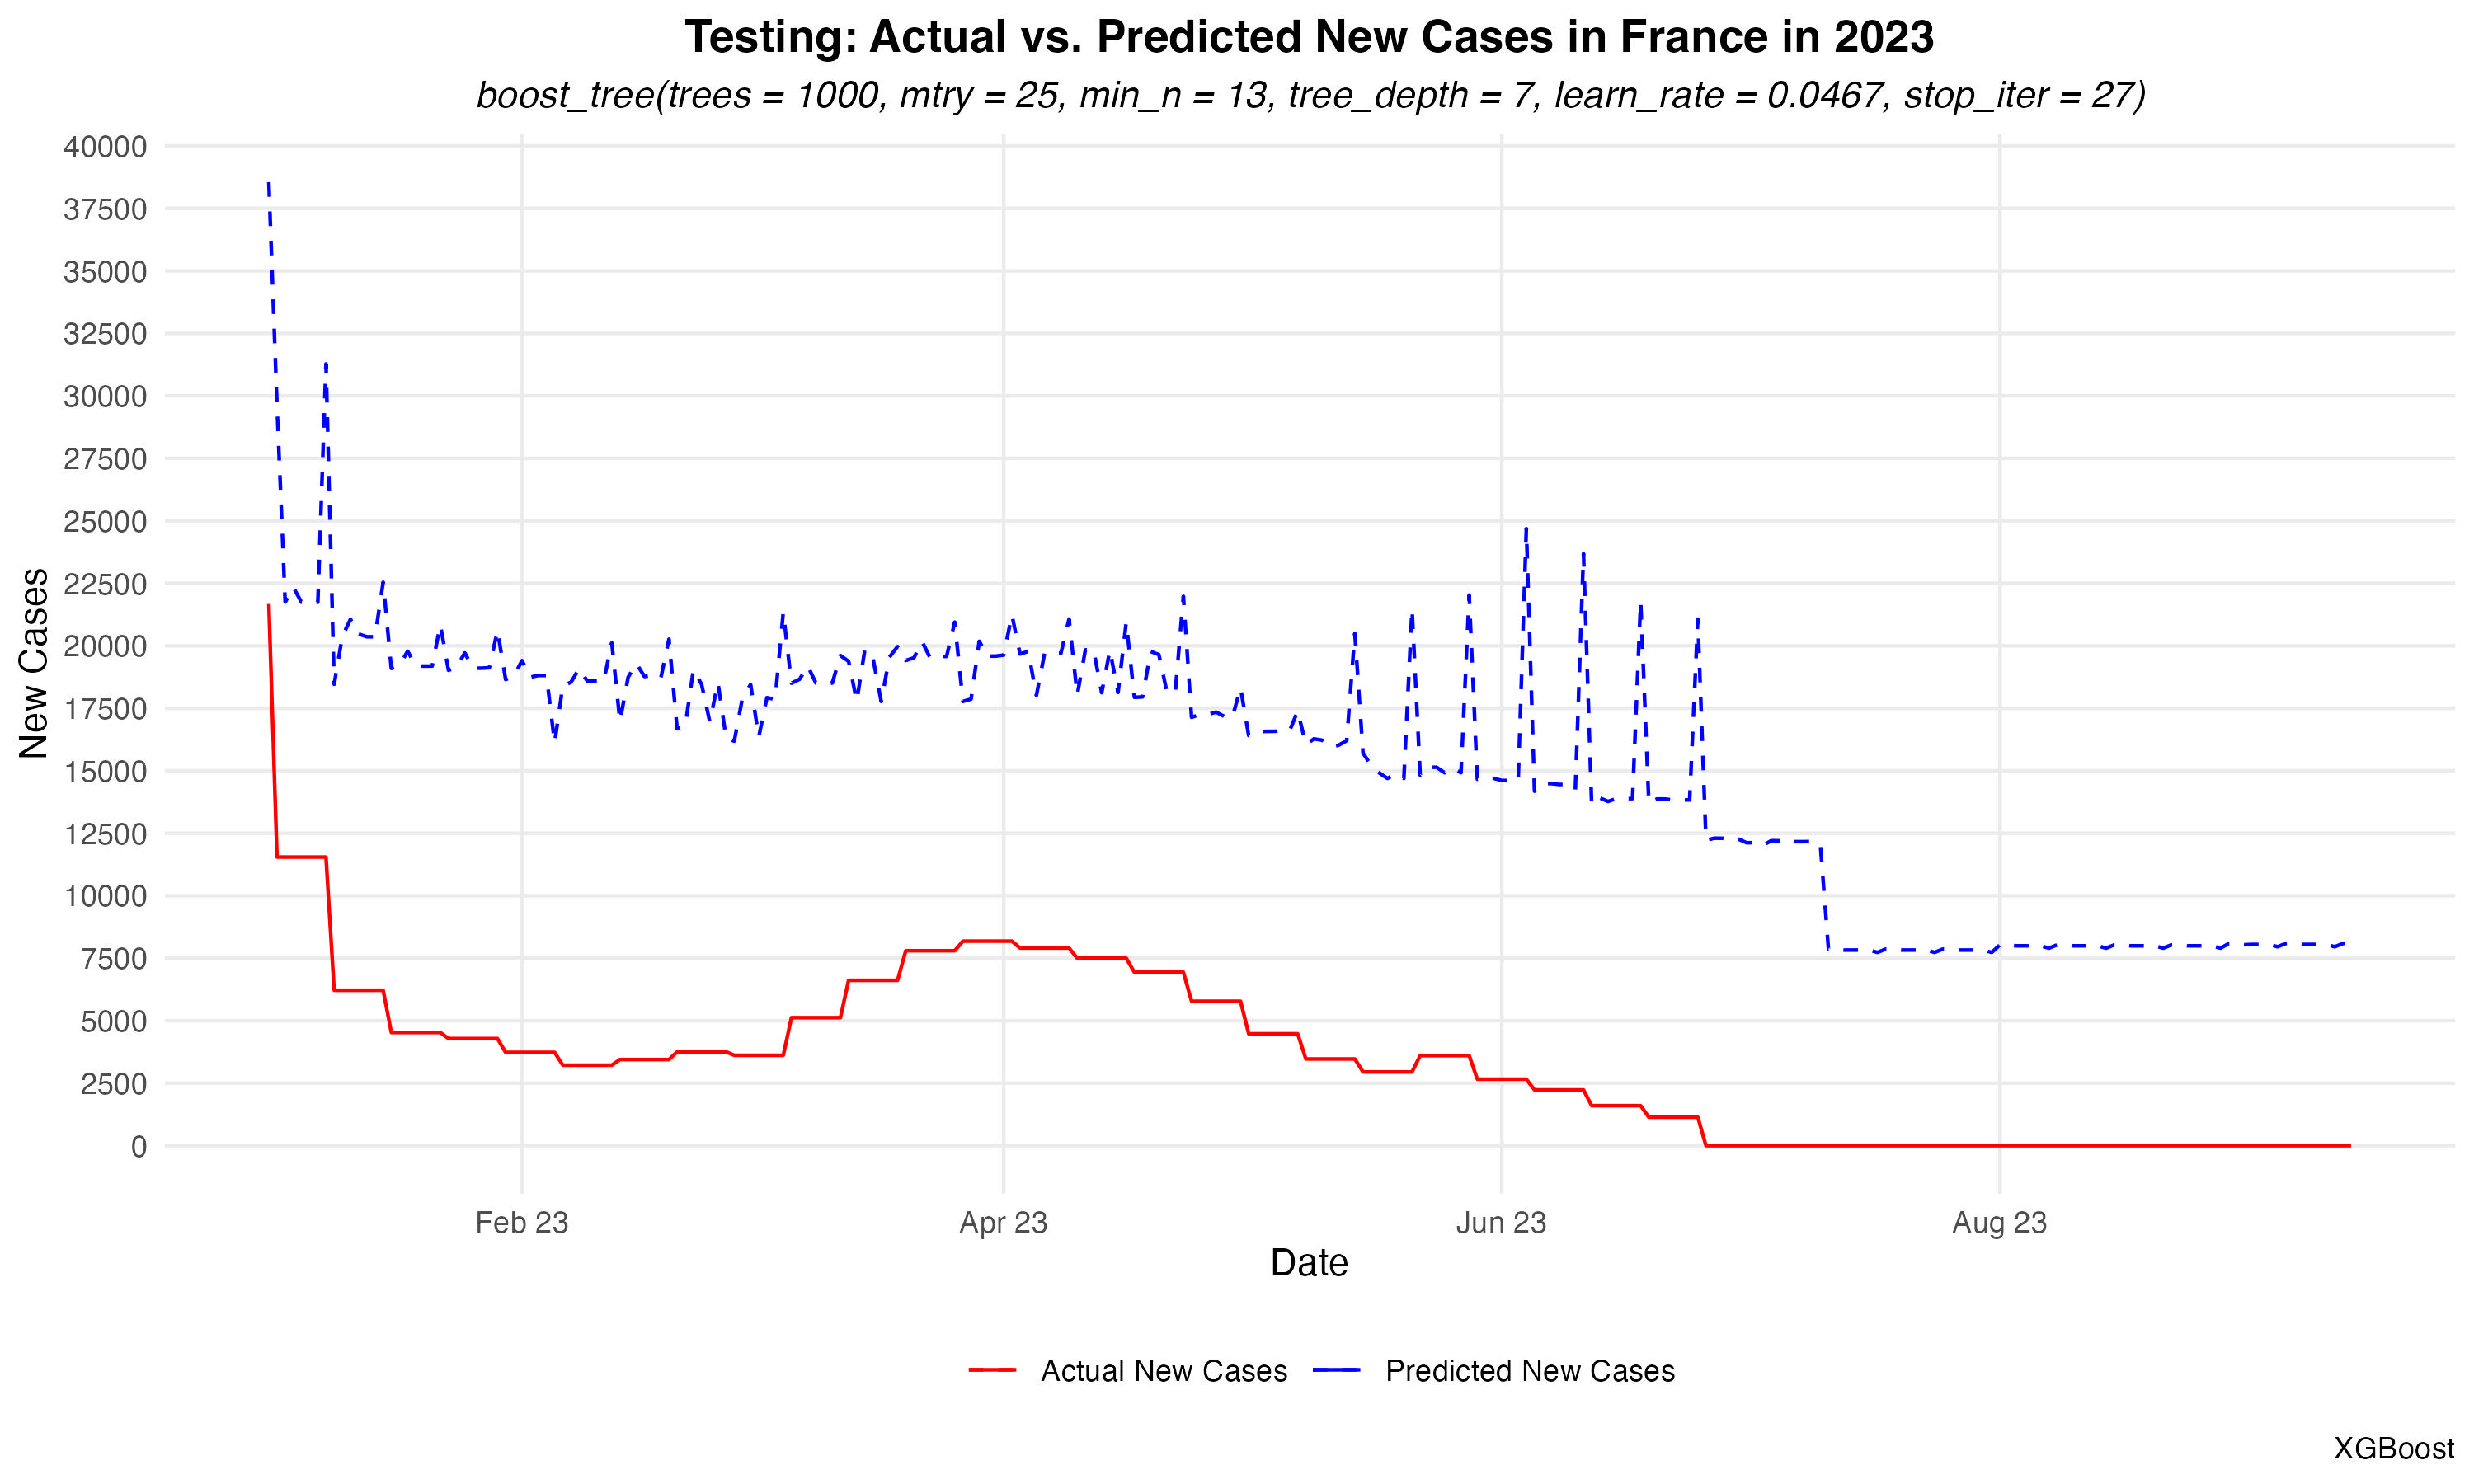 Testing: Actual vs. Predicted New Cases in France in 2023
boost_tree(trees = 1000, mtry = 25, min_n = 13, tree_depth = 7, learn_rate = 0.0467, stop_iter = 27)
New Cases
40000
37500
35000
32500
30000
27500
25000
22500
20000
17500
15000
12500
10000
7500
5000
2500
0
Feb 23 Apr 23 Jun 23 Aug 23
Date
Actual New Cases Predicted New Cases
XGBoost